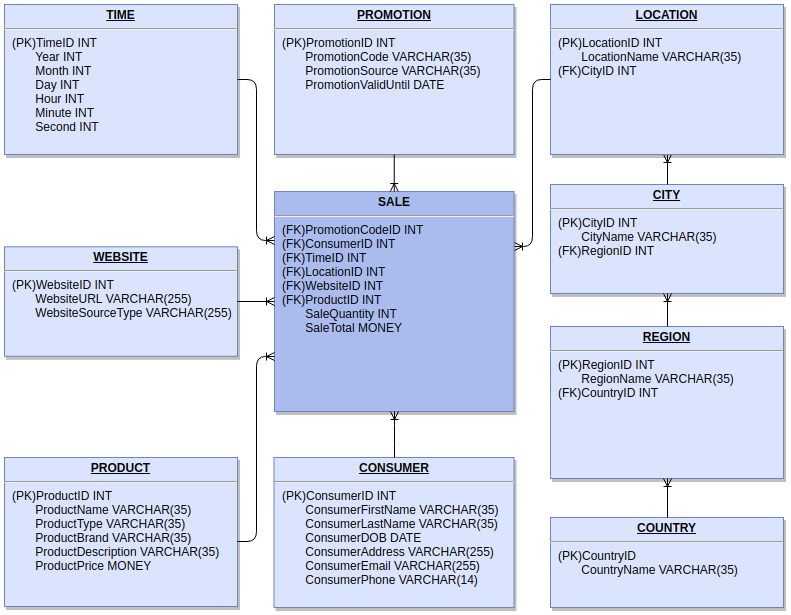 TIME
(PK)TimeID INT
Year INT
Month INT
Day INT
Hour INT
Minute INT
Second INT
PROMOTION
(PK)PromotionID INT
PromotionCode VARCHAR(35)
PromotionSource VARCHAR(35)
PromotionValidUntil DATE
LOCATION
(PK)LocationID INT
LocationName VARCHAR(35)
(FK)CityID INT
SALE
(FK)PromotionCodeID INT
(FK)ConsumerID INT
(FK)TimeID INT
(FK)LocationID INT
(FK)WebsiteID INT
(FK)ProductID INT
SaleQuantity INT
SaleTotal MONEY
CITY
(PK)CityID INT
CityName VARCHAR(35)
(FK)RegionID INT
WEBSITE
(PK)WebsiteID INT
WebsiteURL VARCHAR(255)
WebsiteSourceType VARCHAR(255)
REGION
(PK)RegionID INT
RegionName VARCHAR(35)
(FK)CountryID INT
PRODUCT
(PK)ProductID INT
ProductName VARCHAR(35)
ProductType VARCHAR(35)
ProductBrand VARCHAR(35)
ProductDescription VARCHAR(35)
ProductPrice MONEY
CONSUMER
(PK)ConsumerID INT
ConsumerFirstName VARCHAR(35)
ConsumerLastName VARCHAR(35)
ConsumerDOB DATE
ConsumerAddress VARCHAR(255)
ConsumerEmail VARCHAR(255)
ConsumerPhone VARCHAR(14)
COUNTRY
(PK)CountryID
CountryName VARCHAR(35)